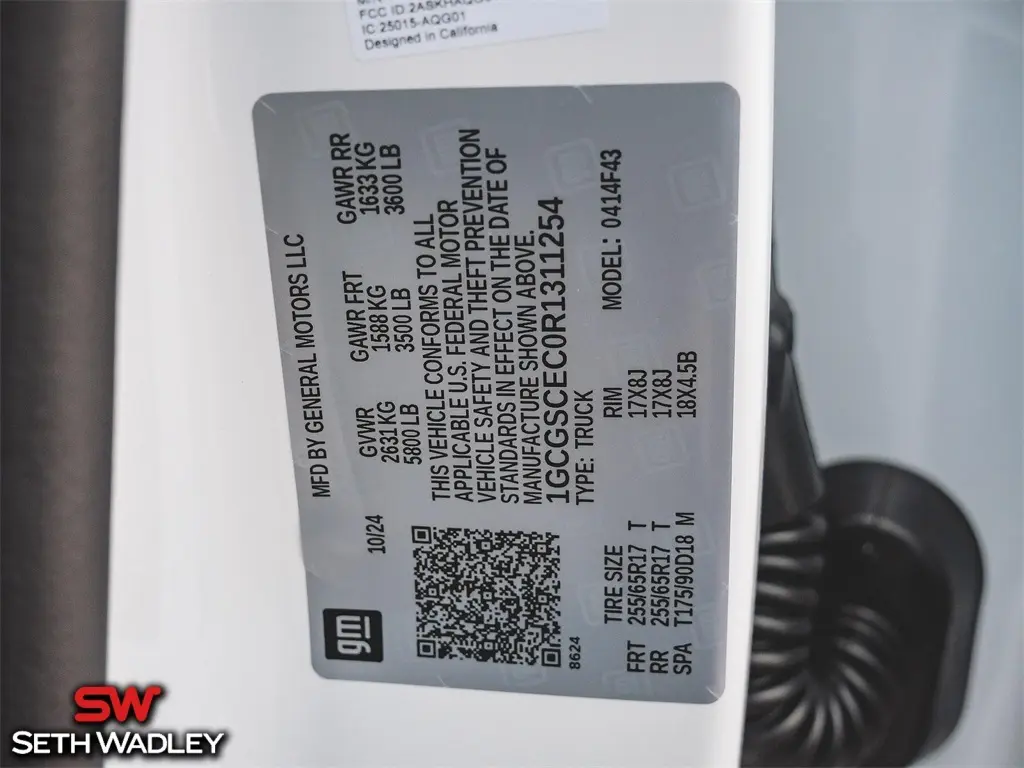 FCC ID 2ASKHAQG01
IC 25015-AQG01
Designed in California
MFD BY GENERAL MOTORS LLC
10/24
GVWR GAWR FRT GAWR RR
2631 KG 1588 KG 1633 KG
5800 LB 3500 LB 3600 LB
THIS VEHICLE CONFORMS TO ALL
APPLICABLE U.S. FEDERAL MOTOR
VEHICLE SAFETY AND THEFT PREVENTION
STANDARDS IN EFFECT ON THE DATE OF
MANUFACTURE SHOWN ABOVE.
1GCGSCEC0R1311254
TYPE: TRUCK MODEL: 0414F43
gm
8624
TIRE SIZE RIM
FRT 255/65R17 T 17X8J
RR 255/65R17 T 17X8J
SPA T175/90D18 M 18X4.5B
SW
SETH WADLEY